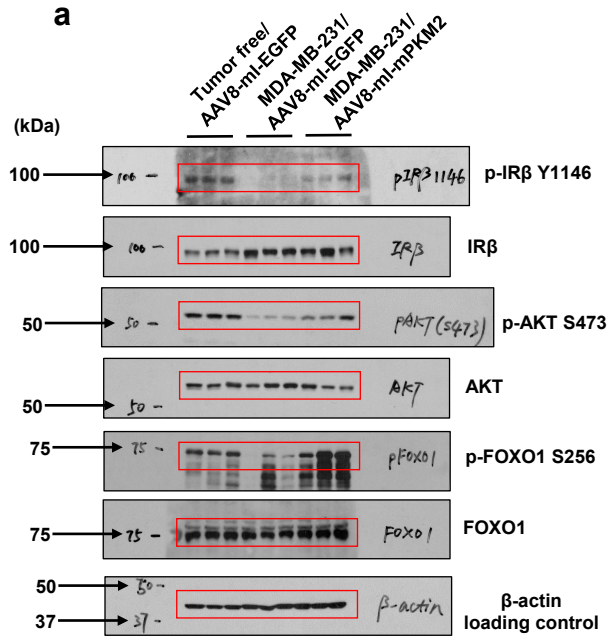 a
Tumor free/
AAV8-ml-EGFP
MDA-MB-231/
AAV8-ml-EGFP
MDA-MB-231/
AAV8-ml-mPKM2
(kDa)
100
100 -
pIRβ1146
p-IRβ Y1146
100
100 -
IRβ
IRβ
50
50 -
pAKT(S473)
p-AKT S473
50
50 -
AKT
AKT
75
75 -
pFOXO1
p-FOXO1 S256
75
75 -
FOXO1
FOXO1
50
50 -
37
37 -
β-actin
β-actin
loading control